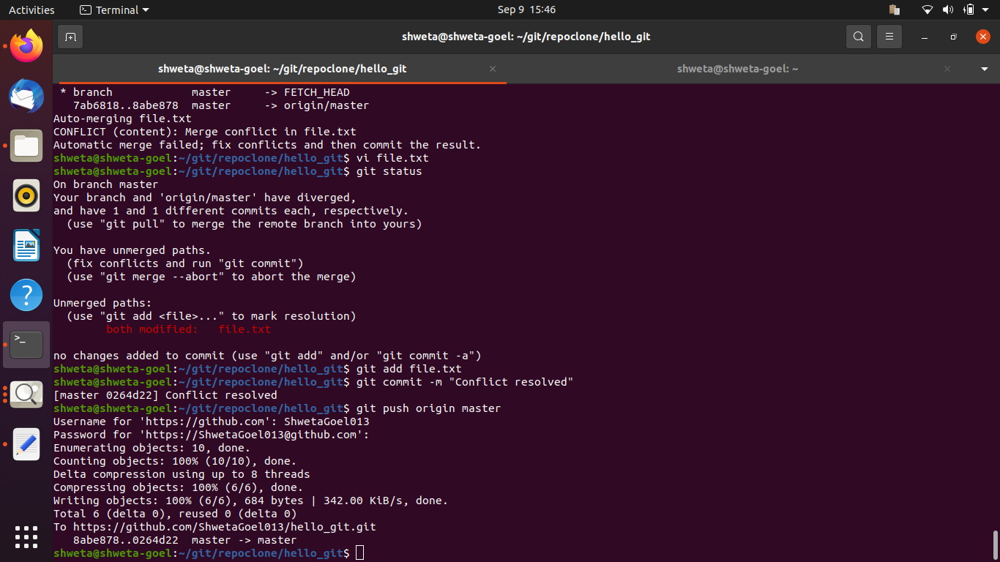 Activities
Terminal
Sep 9 15:46
shweta@shweta-goel: ~/git/repoclone/hello_git
shweta@shweta-goel: ~/git/repoclone/hello_git
shweta@shweta-goel: ~
* branch            master     -> FETCH_HEAD
   7ab6818..8abe878  master     -> origin/master
Auto-merging file.txt
CONFLICT (content): Merge conflict in file.txt
Automatic merge failed; fix conflicts and then commit the result.
shweta@shweta-goel:~/git/repoclone/hello_git$ vi file.txt
shweta@shweta-goel:~/git/repoclone/hello_git$ git status
On branch master
Your branch and 'origin/master' have diverged,
and have 1 and 1 different commits each, respectively.
  (use "git pull" to merge the remote branch into yours)
You have unmerged paths.
  (fix conflicts and run "git commit")
  (use "git merge --abort" to abort the merge)
Unmerged paths:
  (use "git add <file>..." to mark resolution)
        both modified:   file.txt
no changes added to commit (use "git add" and/or "git commit -a")
shweta@shweta-goel:~/git/repoclone/hello_git$ git add file.txt
shweta@shweta-goel:~/git/repoclone/hello_git$ git commit -m "Conflict resolved"
[master 0264d22] Conflict resolved
shweta@shweta-goel:~/git/repoclone/hello_git$ git push origin master
Username for 'https://github.com': ShwetaGoel013
Password for 'https://ShwetaGoel013@github.com':
Enumerating objects: 10, done.
Counting objects: 100% (10/10), done.
Delta compression using up to 8 threads
Compressing objects: 100% (6/6), done.
Writing objects: 100% (6/6), 684 bytes | 342.00 KiB/s, done.
Total 6 (delta 0), reused 0 (delta 0)
To https://github.com/ShwetaGoel013/hello_git.git
   8abe878..0264d22  master -> master
shweta@shweta-goel:~/git/repoclone/hello_git$